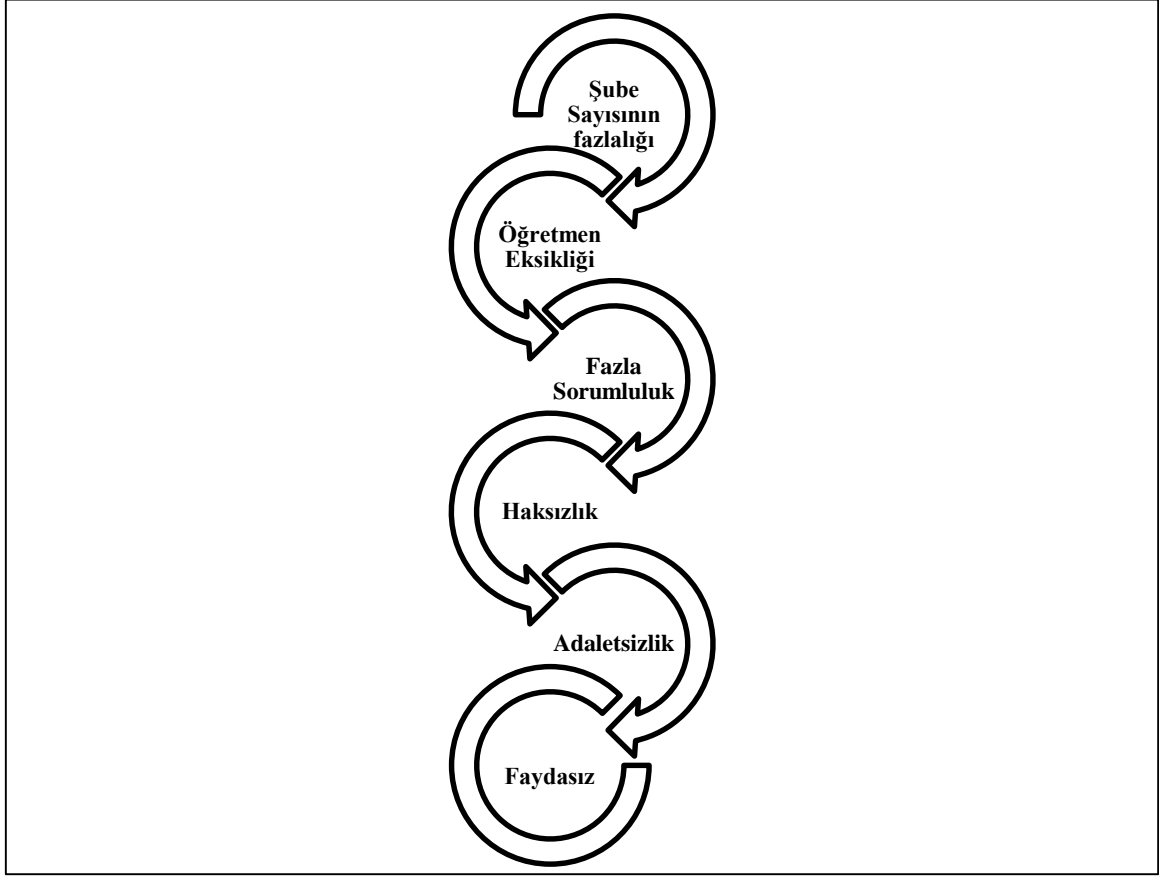 Şube
Sayısının
fazlalığı
Öğretmen
Eksikliği
Fazla
Sorumluluk
Haksızlık
Adaletsizlik
Faydasız